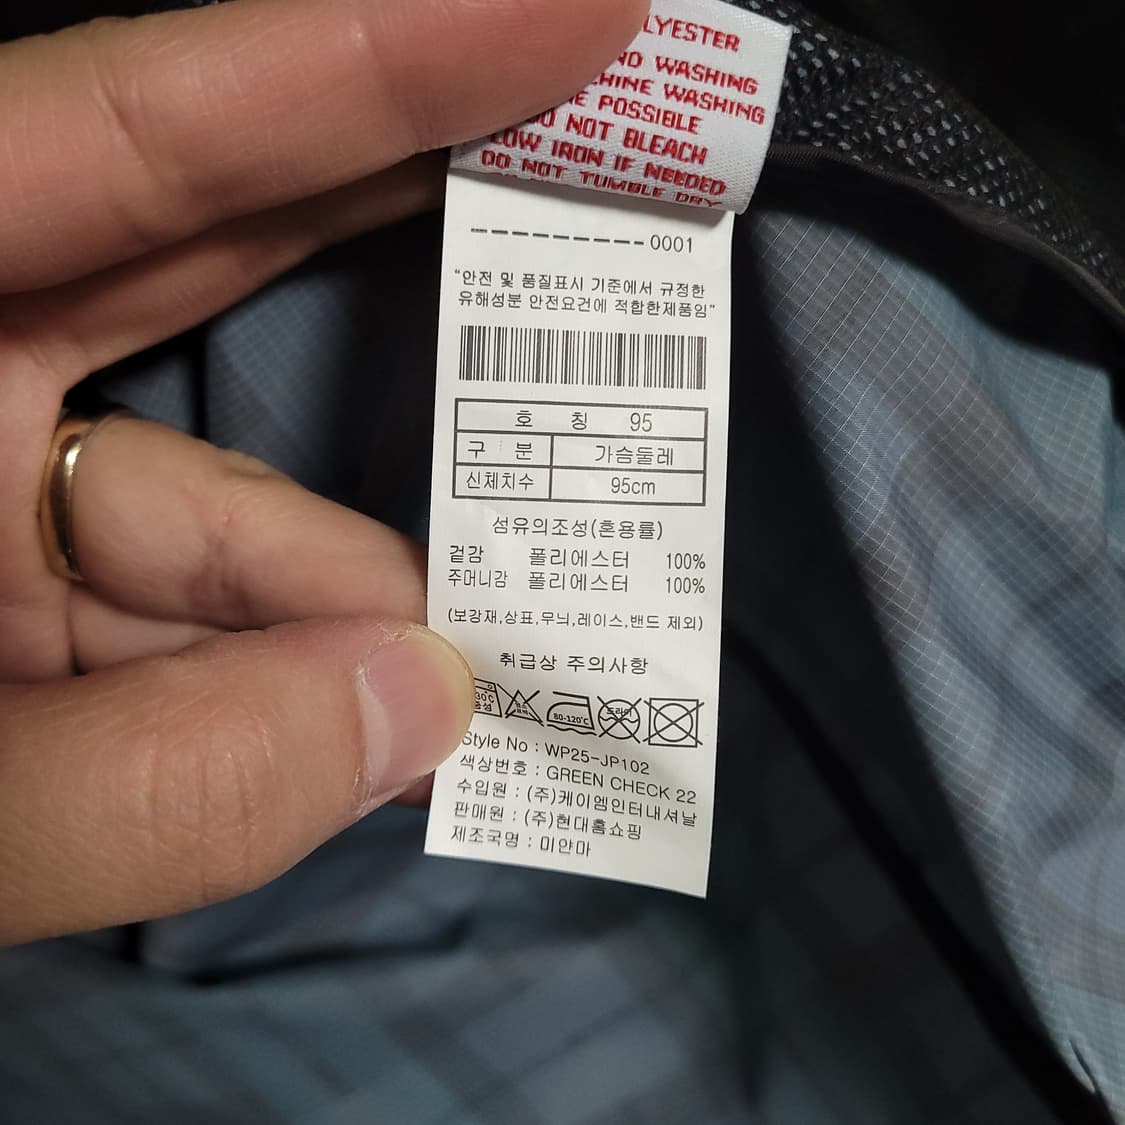 LYESTER
WASHING
WASHING
POSSIBLE
DO NOT BLEACH
LOW IRON IF NEEDED
DO NOT TUMBLE DRY
---------0001
"안전 및 품질표시 기준에서 규정한
유해성분 안전요건에 적합한제품임"
호 칭 95
구 분 가슴둘레
신체치수 95cm
섬유의조성(혼용률)
겉감 폴리에스터 100%
주머니감 폴리에스터 100%
(보강재,상표,무늬,레이스,밴드 제외)
취급상 주의사항
30℃ 80-120℃ 드라이
중성
Style No : WP25-JP102
색상번호 : GREEN CHECK 22
수입원 : (주)케이엠인터내셔날
판매원 : (주)현대홈쇼핑
제조국명 : 미얀마